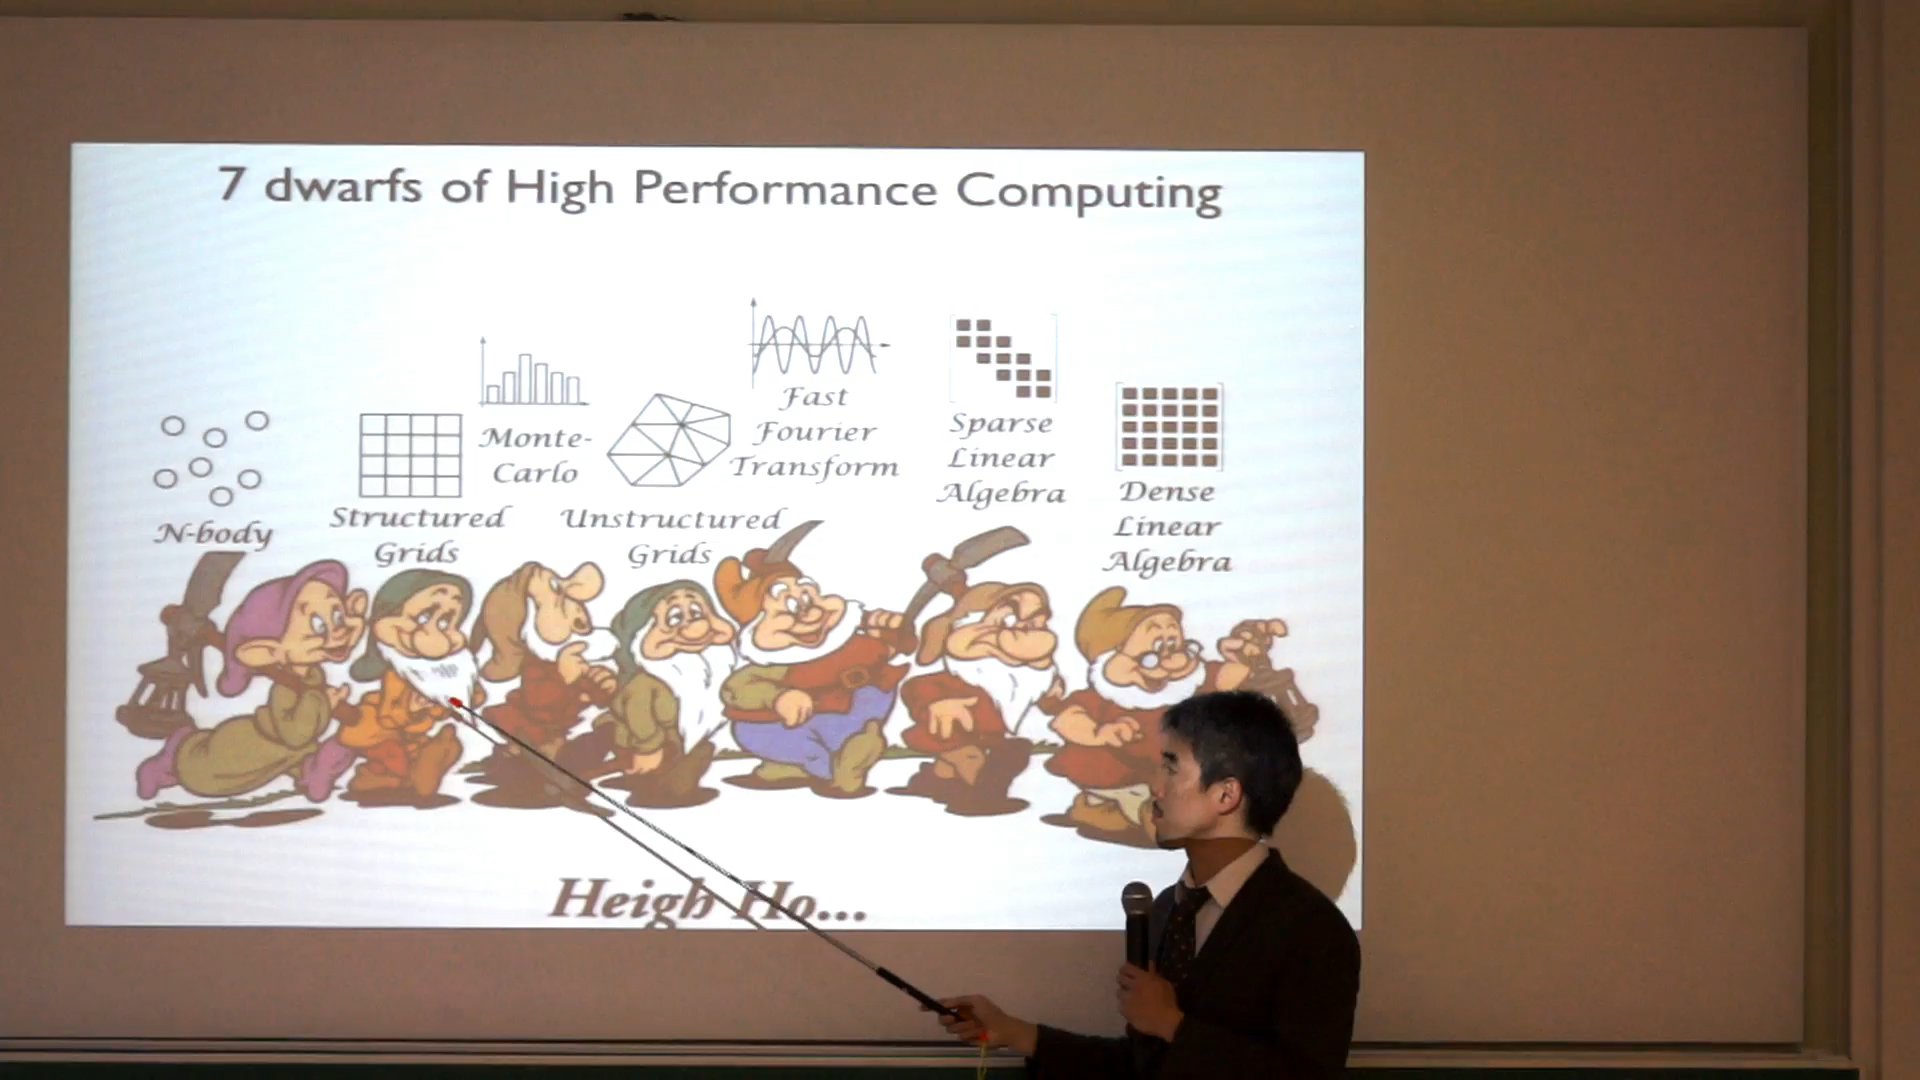 7 dwarfs of High Performance Computing
N-body
Structured
Grids
Monte-
Carlo
Unstructured
Grids
Fast
Fourier
Transform
Sparse
Linear
Algebra
Dense
Linear
Algebra
Heigh Ho...